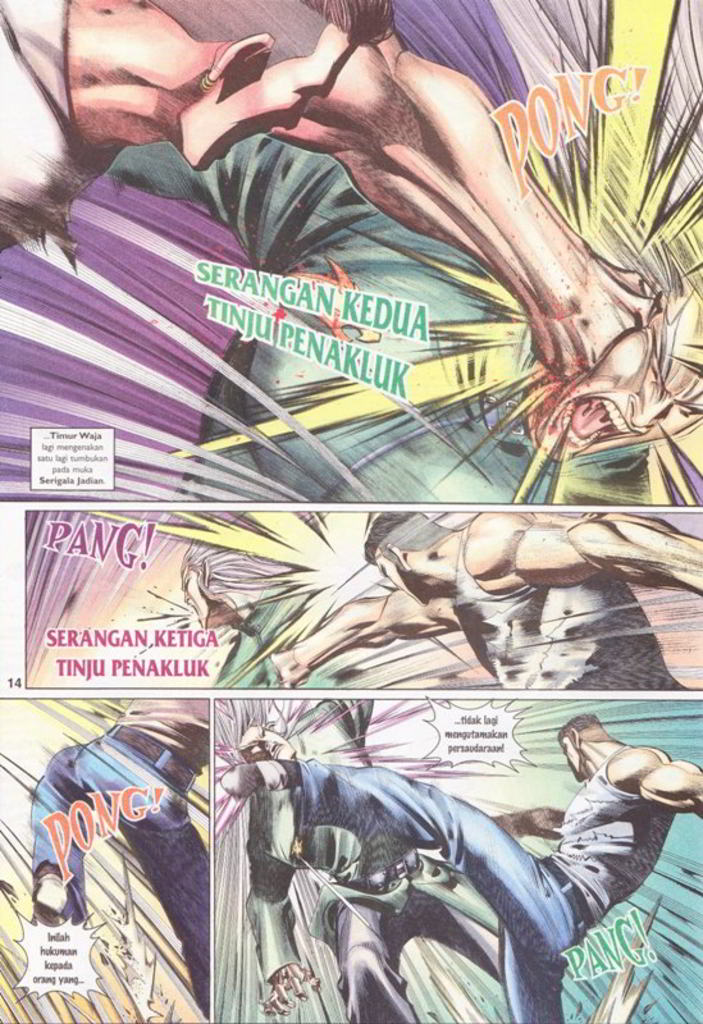 PONG!
SERANGAN KEDUA
TINJU PENAKLUK
...Timur Waja
lagi mengenakan
satu lagi tumbukan
pada muka
Serigala Jadian.
PANG!
SERANGAN KETIGA
TINJU PENAKLUK
14
PONG!
Inilah
hukuman
kepada
orang yang...
...tidak lagi
mengutamakan
persaudaraan!
PANG!